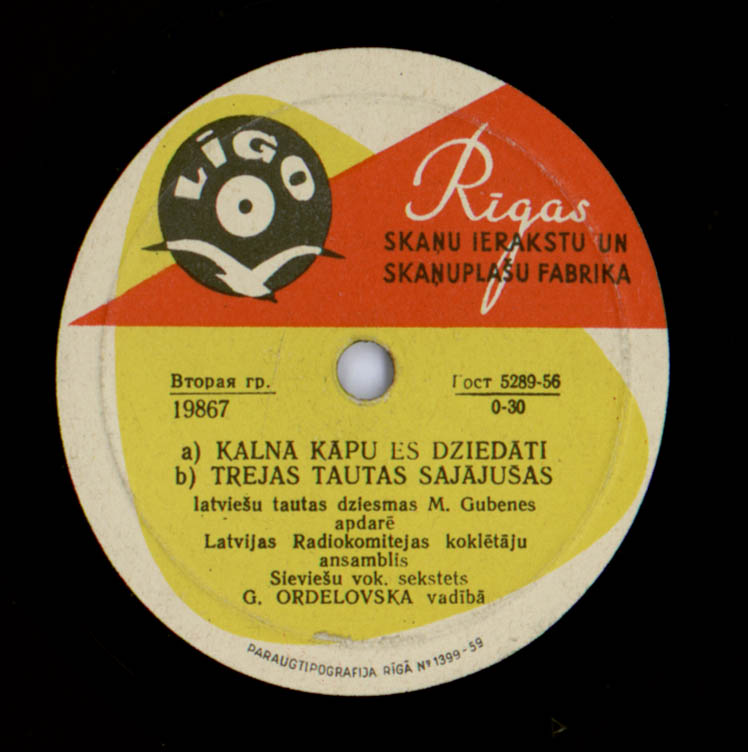 LĪGO
Rīgas
SKAŅU IERAKSTU UN
SKAŅUPLAŠU FABRIKA
Вторая гр.
19867
Гост 5289-56
0-30
a) KALNĀ KĀPU ES DZIEDĀTI
b) TREJAS TAUTAS SAJĀJUŠAS
latviešu tautas dziesmas M. Gubenes
apdarē
Latvijas Radiokomitejas koklētāju
ansamblis
Sieviešu vok. sekstets
G. ORDELOVSKA vadībā
PARAUGTIPOGRAFIJA RĪGĀ Nº 1399-59